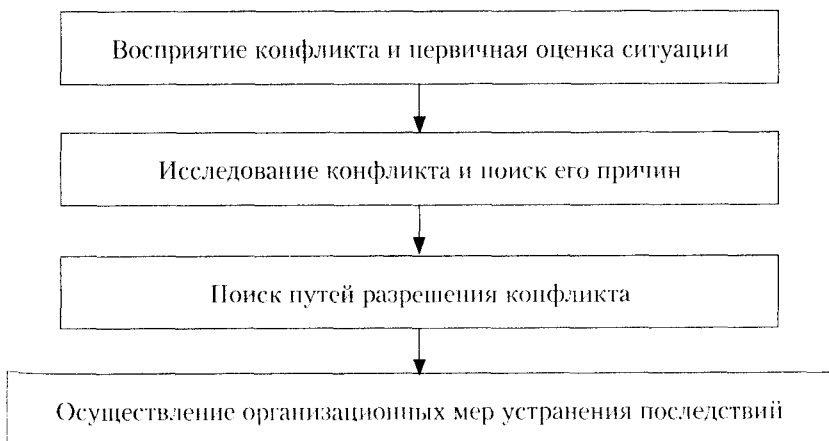 Восприятие конфликта и первичная оценка ситуации
Исследование конфликта и поиск его причин
Поиск путей разрешения конфликта
Осуществление организационных мер устранения последствий